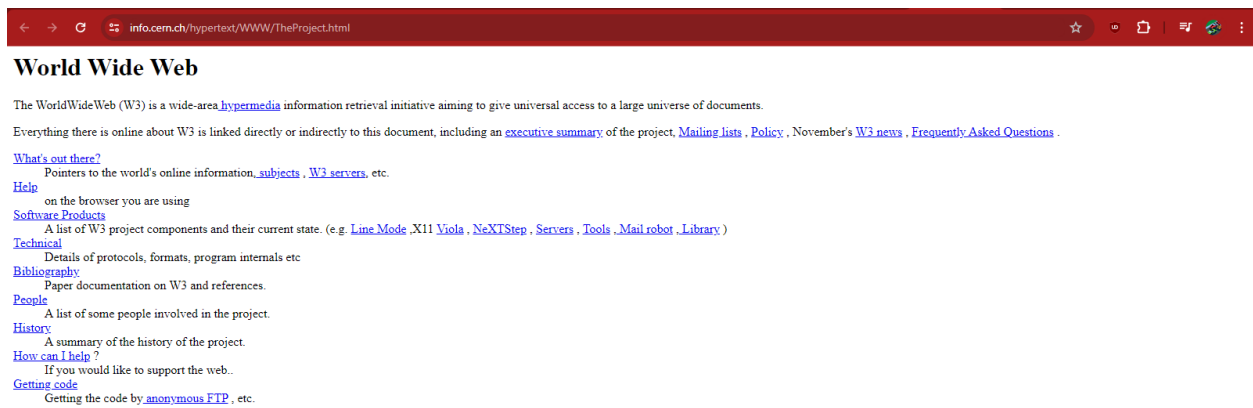 info.cern.ch/hypertext/WWW/TheProject.html
World Wide Web
The WorldWideWeb (W3) is a wide-area hypermedia information retrieval initiative aiming to give universal access to a large universe of documents.
Everything there is online about W3 is linked directly or indirectly to this document, including an executive summary of the project, Mailing lists , Policy , November's W3 news , Frequently Asked Questions .
What's out there?
Pointers to the world's online information, subjects , W3 servers, etc.
Help
on the browser you are using
Software Products
A list of W3 project components and their current state. (e.g. Line Mode ,X11 Viola , NeXTStep , Servers , Tools , Mail robot , Library )
Technical
Details of protocols, formats, program internals etc
Bibliography
Paper documentation on W3 and references.
People
A list of some people involved in the project.
History
A summary of the history of the project.
How can I help ?
If you would like to support the web..
Getting code
Getting the code by anonymous FTP , etc.